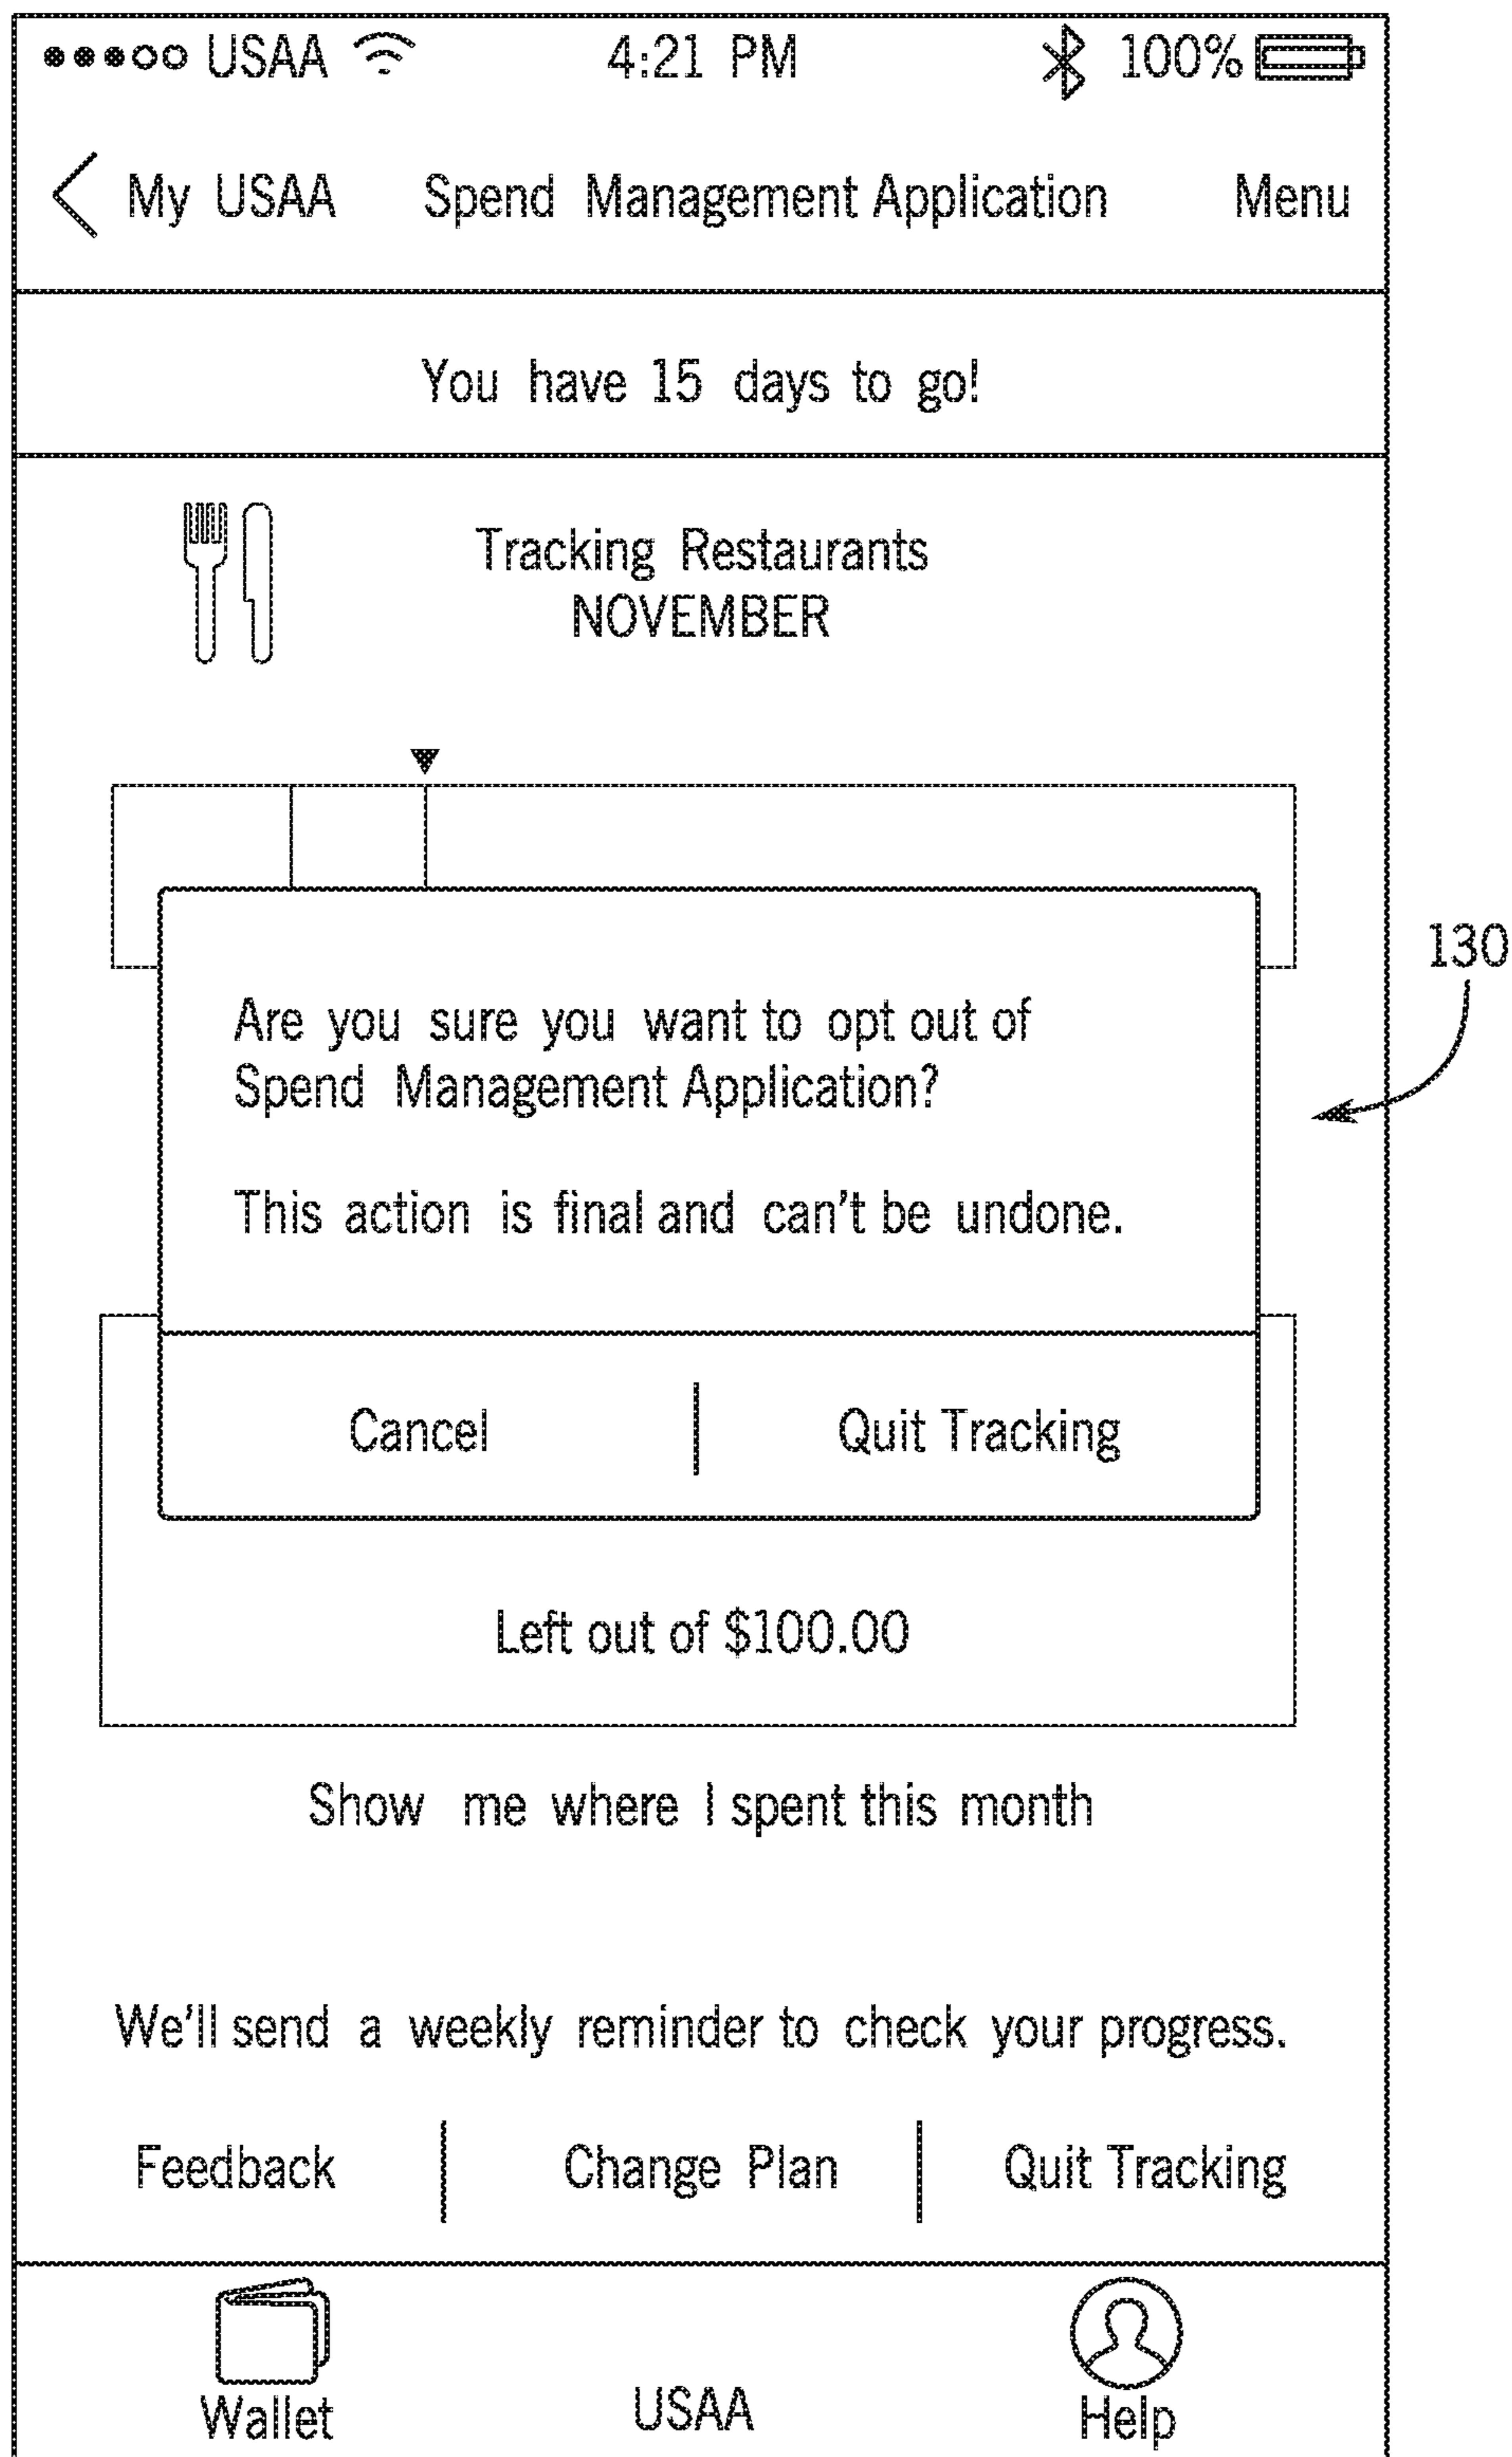 USAA 4:21 PM 100%
My USAA Spend Management Application Menu
You have 15 days to go!
Tracking Restaurants
NOVEMBER
130
Are you sure you want to opt out of
Spend Management Application?
This action is final and can't be undone.
Cancel | Quit Tracking
Left out of $100.00
Show me where I spent this month
We'll send a weekly reminder to check your progress.
Feedback | Change Plan | Quit Tracking
Wallet USAA Help